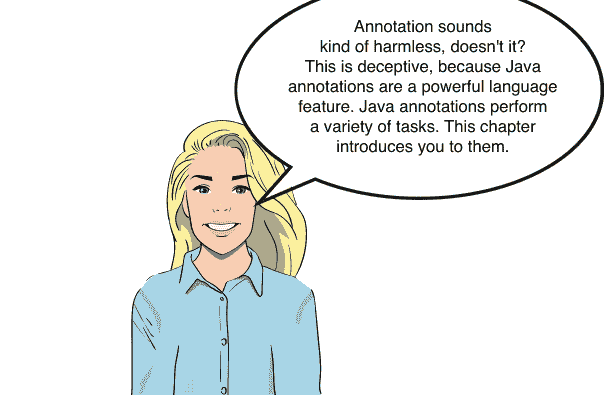 Annotation sounds
kind of harmless, doesn't it?
This is deceptive, because Java
annotations are a powerful language
feature. Java annotations perform
a variety of tasks. This chapter
introduces you to them.